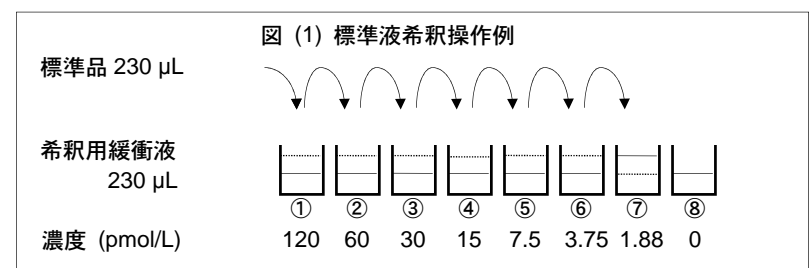 図 (1) 標準液希釈操作例
標準品 230 μL
希釈用緩衝液
230 μL
① ② ③ ④ ⑤ ⑥ ⑦ ⑧
濃度 (pmol/L) 120 60 30 15 7.5 3.75 1.88 0